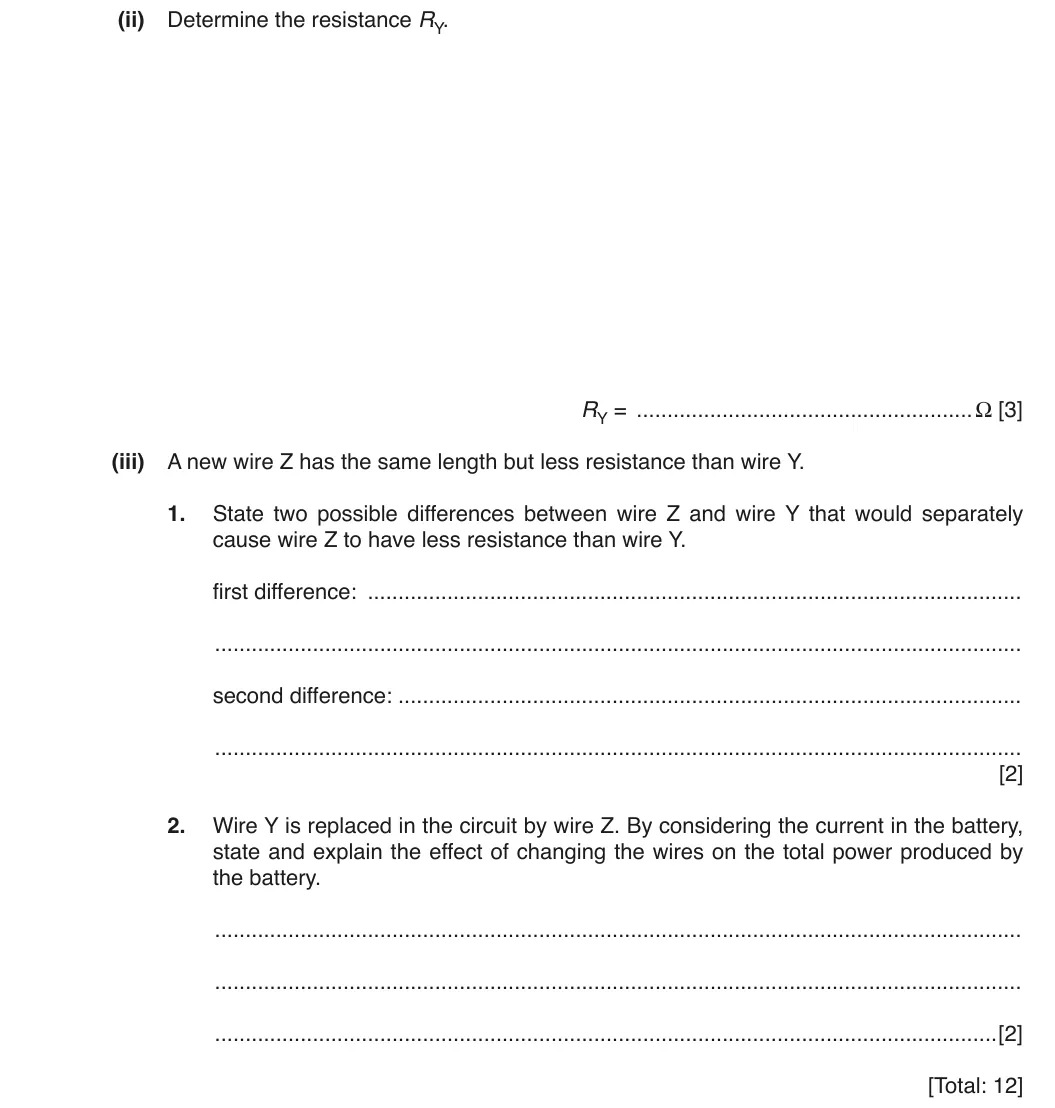 (ii) Determine the resistance RY.
RY = ....................................................... Ω [3]
(iii) A new wire Z has the same length but less resistance than wire Y.
1. State two possible differences between wire Z and wire Y that would separately
cause wire Z to have less resistance than wire Y.
first difference: ...........................................................................................................
....................................................................................................................................
second difference: ......................................................................................................
....................................................................................................................................
[2]
2. Wire Y is replaced in the circuit by wire Z. By considering the current in the battery,
state and explain the effect of changing the wires on the total power produced by
the battery.
....................................................................................................................................
....................................................................................................................................
................................................................................................................................[2]
[Total: 12]